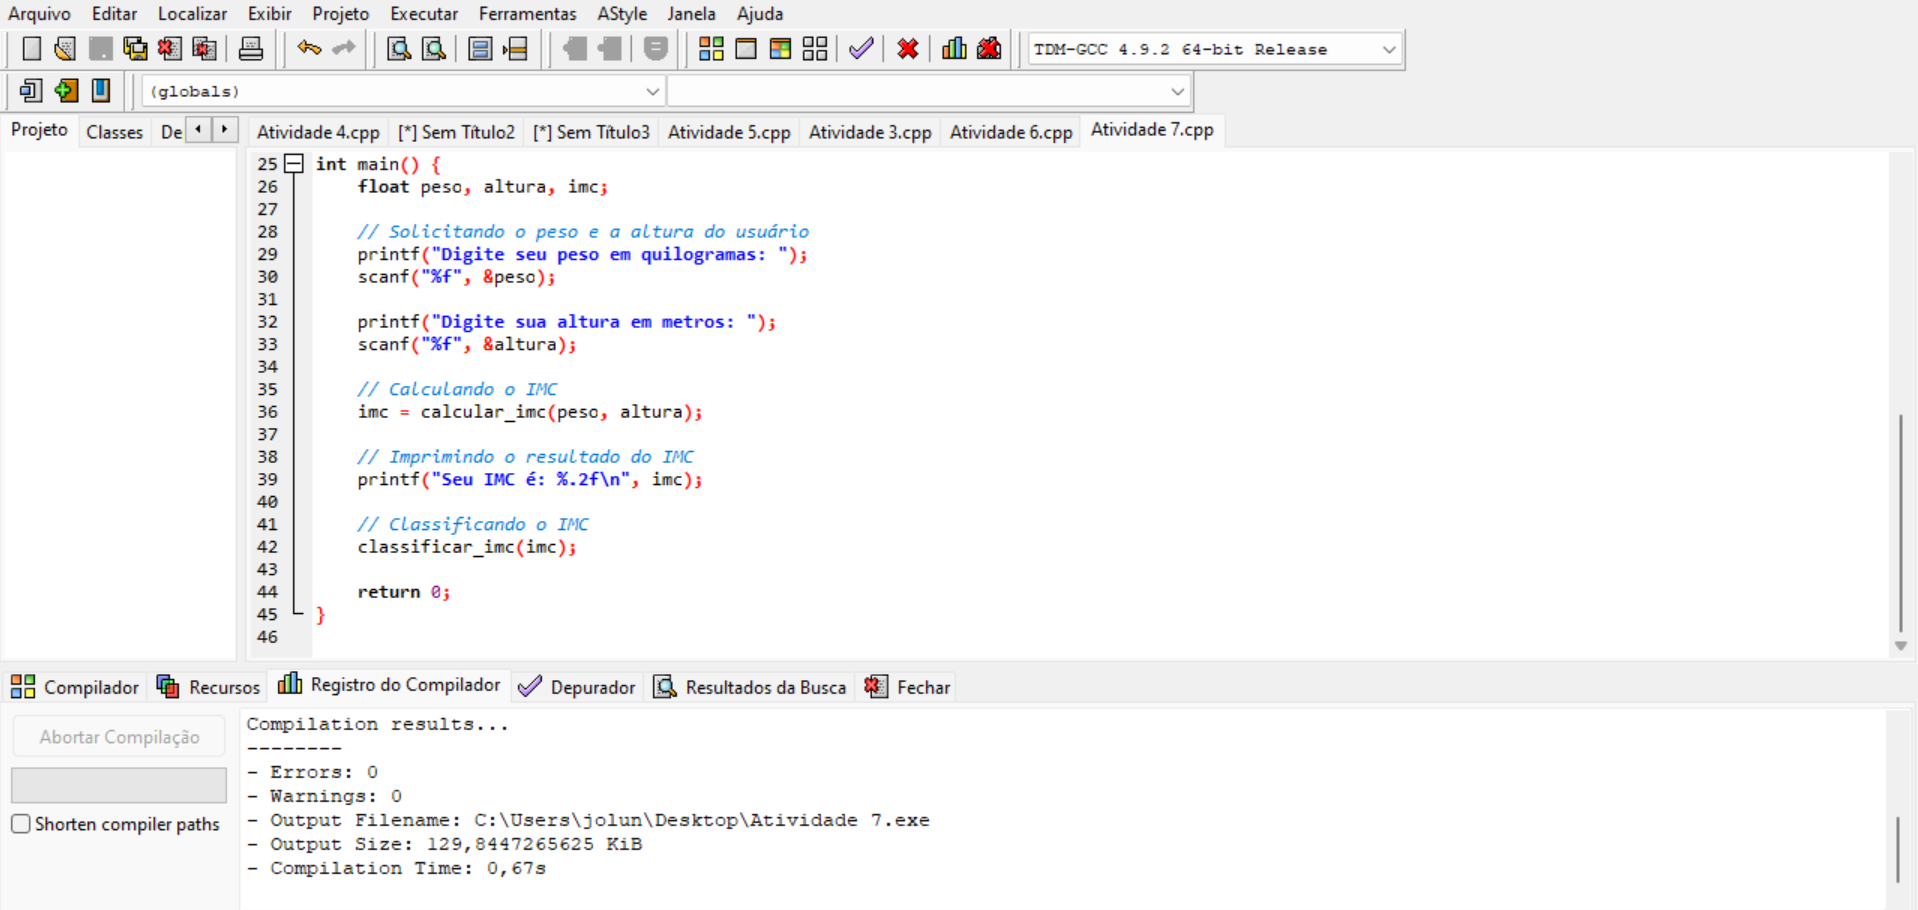 Arquivo Editar Localizar Exibir Projeto Executar Ferramentas AStyle Janela Ajuda
TDM-GCC 4.9.2 64-bit Release
(globals)
Projeto Classes De
Atividade 4.cpp [*] Sem Título2 [*] Sem Título3 Atividade 5.cpp Atividade 3.cpp Atividade 6.cpp Atividade 7.cpp
25 int main() {
26     float peso, altura, imc;
27
28     // Solicitando o peso e a altura do usuário
29     printf("Digite seu peso em quilogramas: ");
30     scanf("%f", &peso);
31
32     printf("Digite sua altura em metros: ");
33     scanf("%f", &altura);
34
35     // Calculando o IMC
36     imc = calcular_imc(peso, altura);
37
38     // Imprimindo o resultado do IMC
39     printf("Seu IMC é: %.2f\n", imc);
40
41     // Classificando o IMC
42     classificar_imc(imc);
43
44     return 0;
45 }
46
Compilador Recursos Registro do Compilador Depurador Resultados da Busca Fechar
Abortar Compilação
Shorten compiler paths
Compilation results...
--------
- Errors: 0
- Warnings: 0
- Output Filename: C:\Users\jolun\Desktop\Atividade 7.exe
- Output Size: 129,8447265625 KiB
- Compilation Time: 0,67s